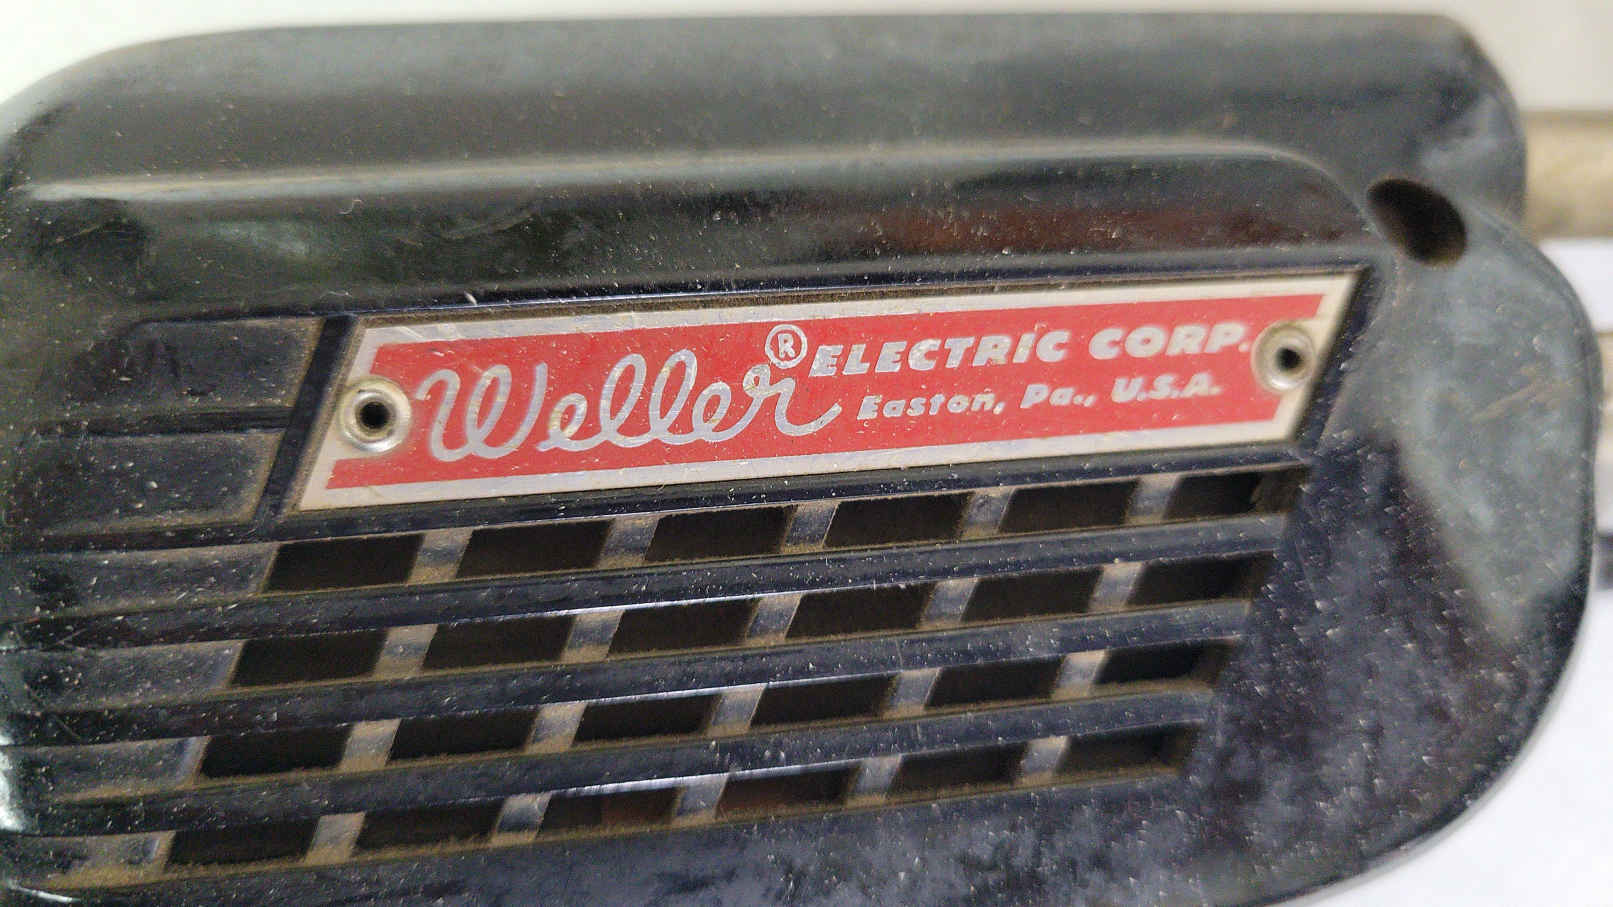 Weller® ELECTRIC CORP.
Easton, Pa., U.S.A.